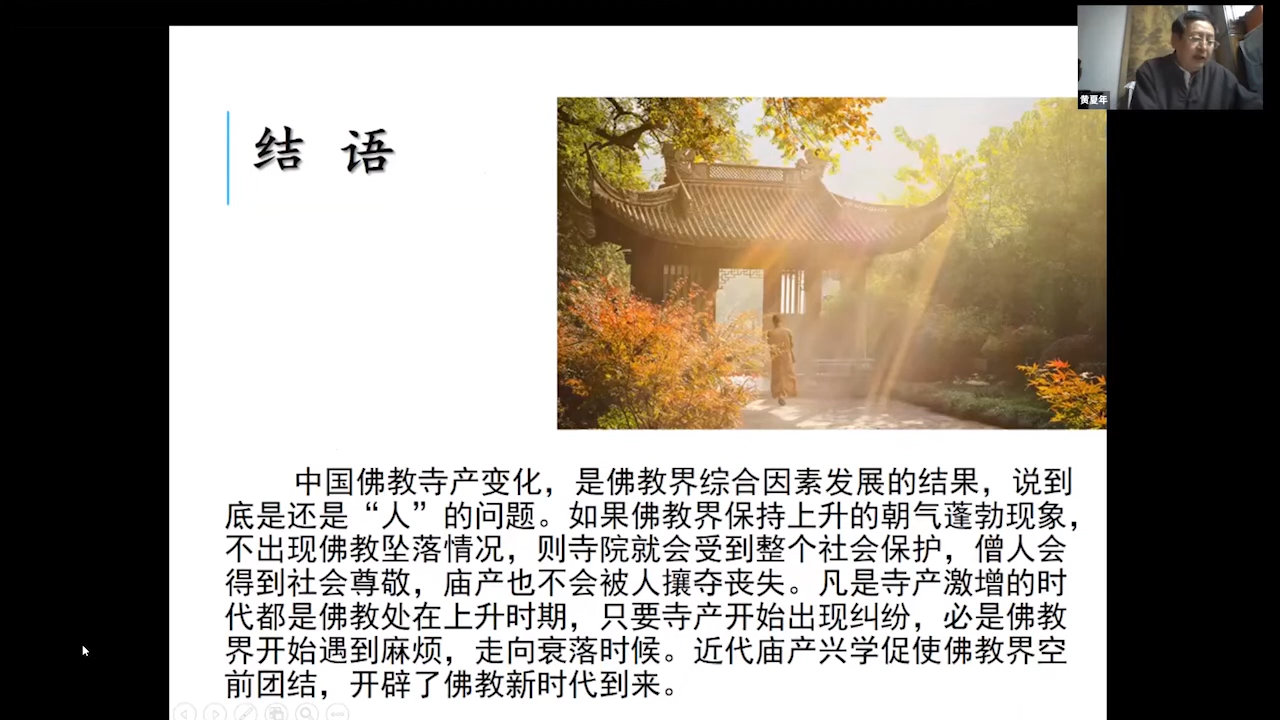 黄夏年
结 语
中国佛教寺产变化，是佛教界综合因素发展的结果，说到
底是还是“人”的问题。如果佛教界保持上升的朝气蓬勃现象，
不出现佛教坠落情况，则寺院就会受到整个社会保护，僧人会
得到社会尊敬，庙产也不会被人攘夺丧失。凡是寺产激增的时
代都是佛教处在上升时期，只要寺产开始出现纠纷，必是佛教
界开始遇到麻烦，走向衰落时候。近代庙产兴学促使佛教界空
前团结，开辟了佛教新时代到来。